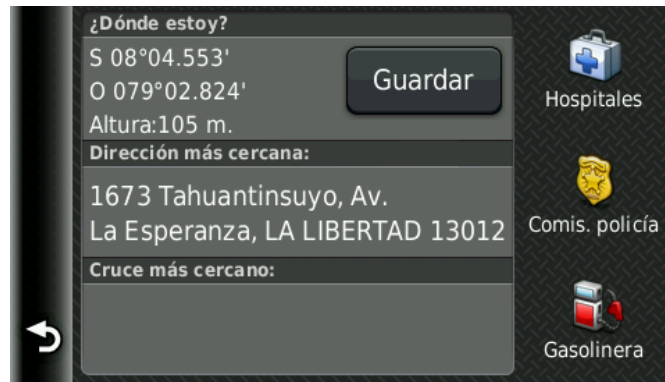 ¿Dónde estoy?
S 08°04.553'
O 079°02.824'
Altura:105 m.
Guardar
Dirección más cercana:
1673 Tahuantinsuyo, Av.
La Esperanza, LA LIBERTAD 13012
Cruce más cercano:
Hospitales
Comis. policía
Gasolinera